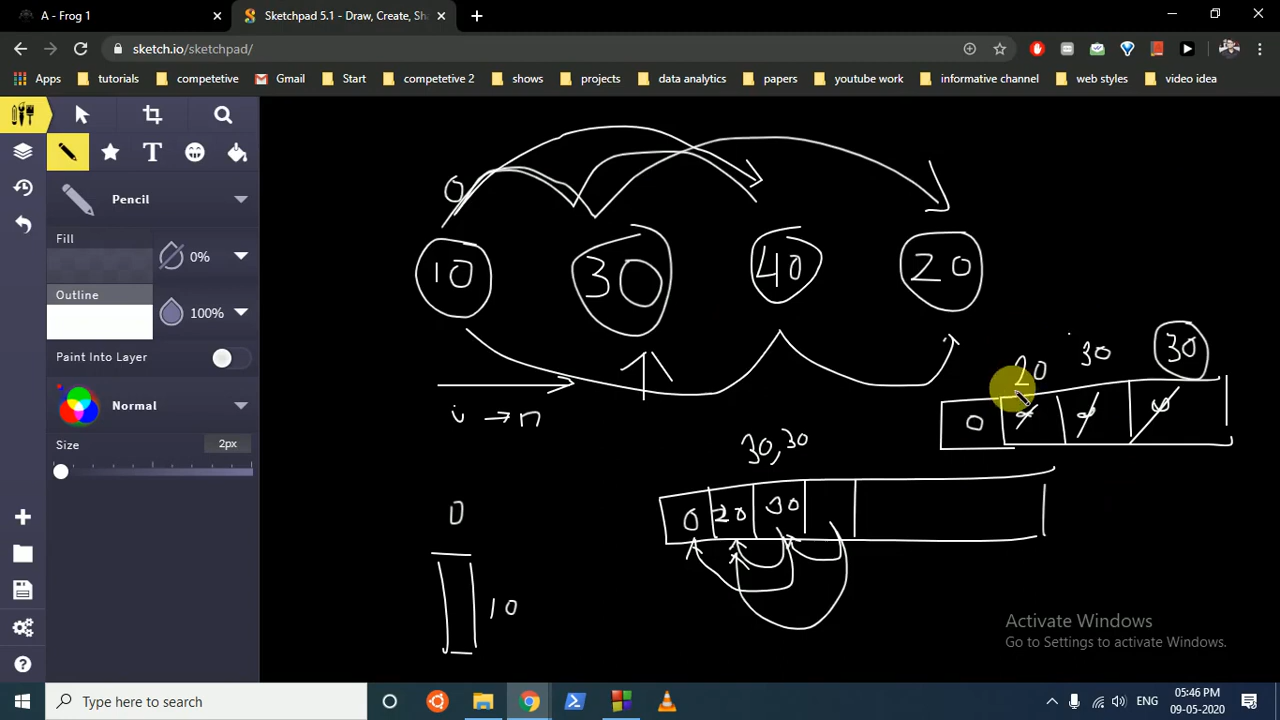 A - Frog 1
Sketchpad 5.1 - Draw, Create, Sha
sketch.io/sketchpad/
Apps tutorials competetive Gmail Start competetive 2 shows projects data analytics papers youtube work informative channel web styles video idea
T
Pencil
Fill
0%
Outline
100%
Paint Into Layer
Normal
Size
2px
0
10 30 40 20
i → n
20 30 30
0
30, 30
0 20 30
0
10
Activate Windows
Go to Settings to activate Windows.
Type here to search
ENG
05:46 PM
09-05-2020